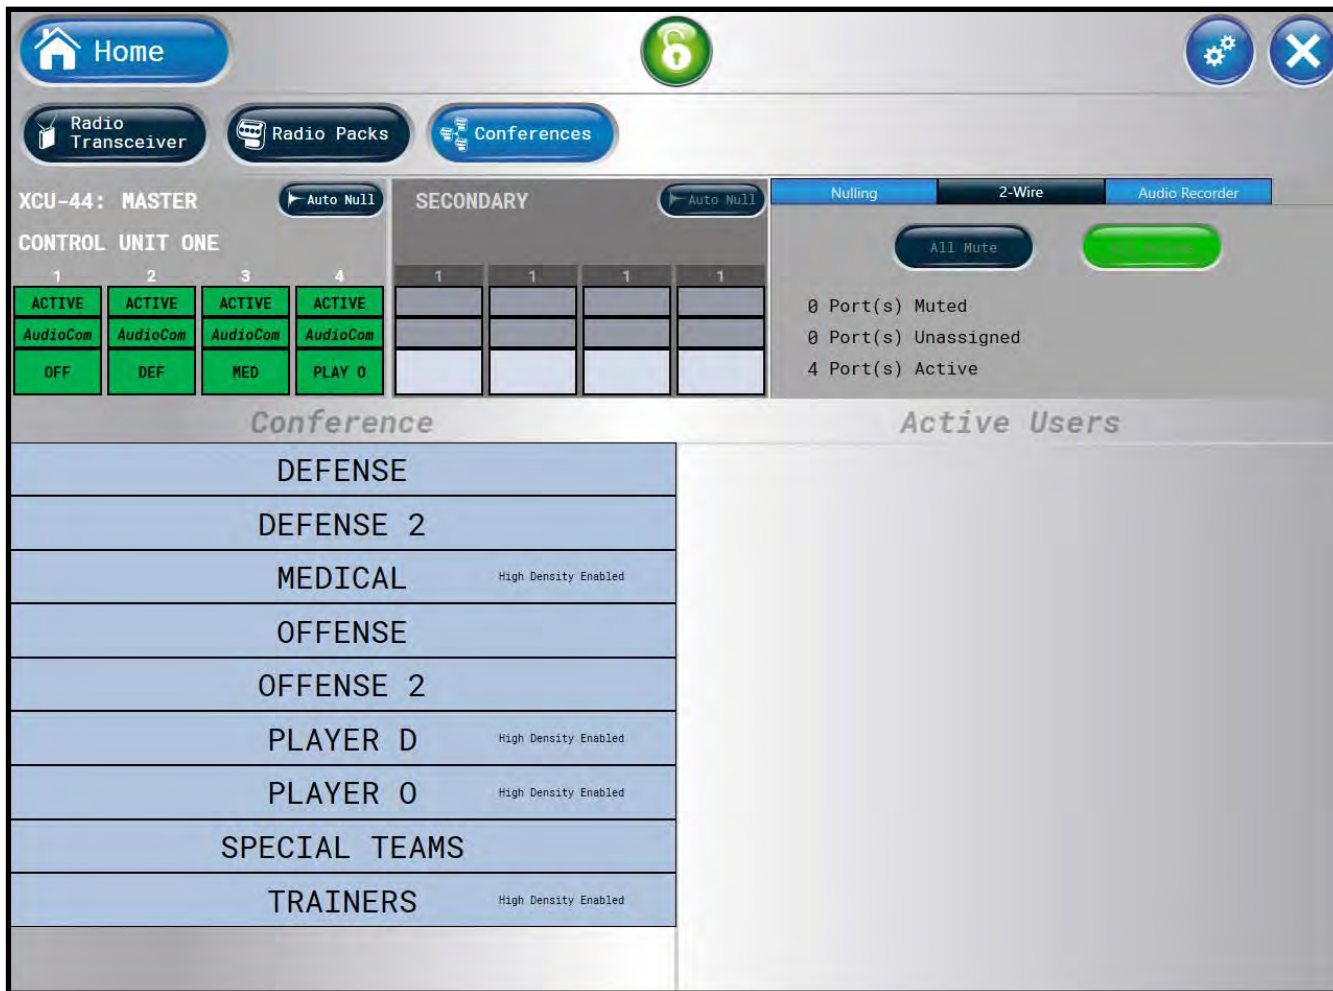 Home
Radio
Transceiver
Radio Packs
Conferences
XCU-44: MASTER
Auto Null
SECONDARY
Auto Null
Nulling
2-Wire
Audio Recorder
CONTROL UNIT ONE
All Mute
1 2 3 4
1 1 1 1
ACTIVE ACTIVE ACTIVE ACTIVE
AudioCom AudioCom AudioCom AudioCom
OFF DEF MED PLAY O
0 Port(s) Muted
0 Port(s) Unassigned
4 Port(s) Active
Conference
Active Users
DEFENSE
DEFENSE 2
MEDICAL High Density Enabled
OFFENSE
OFFENSE 2
PLAYER D High Density Enabled
PLAYER O High Density Enabled
SPECIAL TEAMS
TRAINERS High Density Enabled